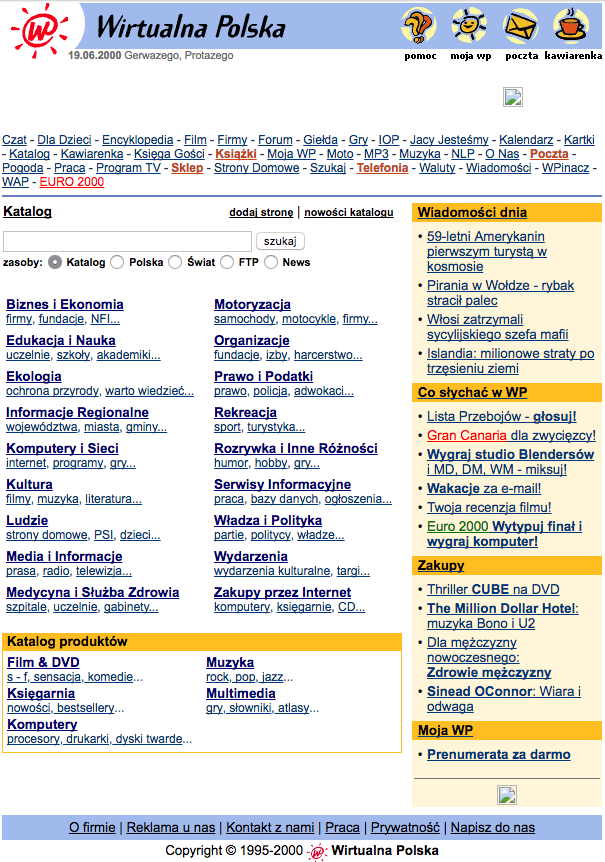 WP Wirtualna Polska
19.06.2000 Gerwazego, Protazego
pomoc moja wp poczta kawiarenka
Czat - Dla Dzieci - Encyklopedia - Film - Firmy - Forum - Giełda - Gry - IOP - Jacy Jesteśmy - Kalendarz - Kartki
- Katalog - Kawiarenka - Księga Gości - Książki - Moja WP - Moto - MP3 - Muzyka - NLP - O Nas - Poczta -
Pogoda - Praca - Program TV - Sklep - Strony Domowe - Szukaj - Telefonia - Waluty - Wiadomości - WPinacz -
WAP - EURO 2000
Katalog dodaj stronę | nowości katalogu
szukaj
zasoby: Katalog Polska Świat FTP News
Biznes i Ekonomia
firmy, fundacje, NFI...
Edukacja i Nauka
uczelnie, szkoły, akademiki...
Ekologia
ochrona przyrody, warto wiedzieć...
Informacje Regionalne
województwa, miasta, gminy...
Komputery i Sieci
internet, programy, gry...
Kultura
filmy, muzyka, literatura...
Ludzie
strony domowe, PSI, dzieci...
Media i Informacje
prasa, radio, telewizja...
Medycyna i Służba Zdrowia
szpitale, uczelnie, gabinety...
Motoryzacja
samochody, motocykle, firmy...
Organizacje
fundacje, izby, harcerstwo...
Prawo i Podatki
prawo, policja, adwokaci...
Rekreacja
sport, turystyka...
Rozrywka i Inne Różności
humor, hobby, gry...
Serwisy Informacyjne
praca, bazy danych, ogłoszenia...
Władza i Polityka
partie, politycy, władze...
Wydarzenia
wydarzenia kulturalne, targi...
Zakupy przez Internet
komputery, księgarnie, CD...
Katalog produktów
Film & DVD
s - f, sensacja, komedie...
Księgarnia
nowości, bestsellery...
Komputery
procesory, drukarki, dyski twarde...
Muzyka
rock, pop, jazz...
Multimedia
gry, słowniki, atlasy...
Wiadomości dnia
• 59-letni Amerykanin
pierwszym turystą w
kosmosie
• Pirania w Wołdze - rybak
stracił palec
• Włosi zatrzymali
sycylijskiego szefa mafii
• Islandia: milionowe straty po
trzęsieniu ziemi
Co słychać w WP
• Lista Przebojów - głosuj!
• Gran Canaria dla zwycięzcy!
• Wygraj studio Blendersów
i MD, DM, WM - miksuj!
• Wakacje za e-mail!
• Twoja recenzja filmu!
• Euro 2000 Wytypuj finał i
wygraj komputer!
Zakupy
• Thriller CUBE na DVD
• The Million Dollar Hotel:
muzyka Bono i U2
• Dla mężczyzny
nowoczesnego:
Zdrowie mężczyzny
• Sinead OConnor: Wiara i
odwaga
Moja WP
• Prenumerata za darmo
O firmie | Reklama u nas | Kontakt z nami | Praca | Prywatność | Napisz do nas
Copyright © 1995-2000 WP Wirtualna Polska